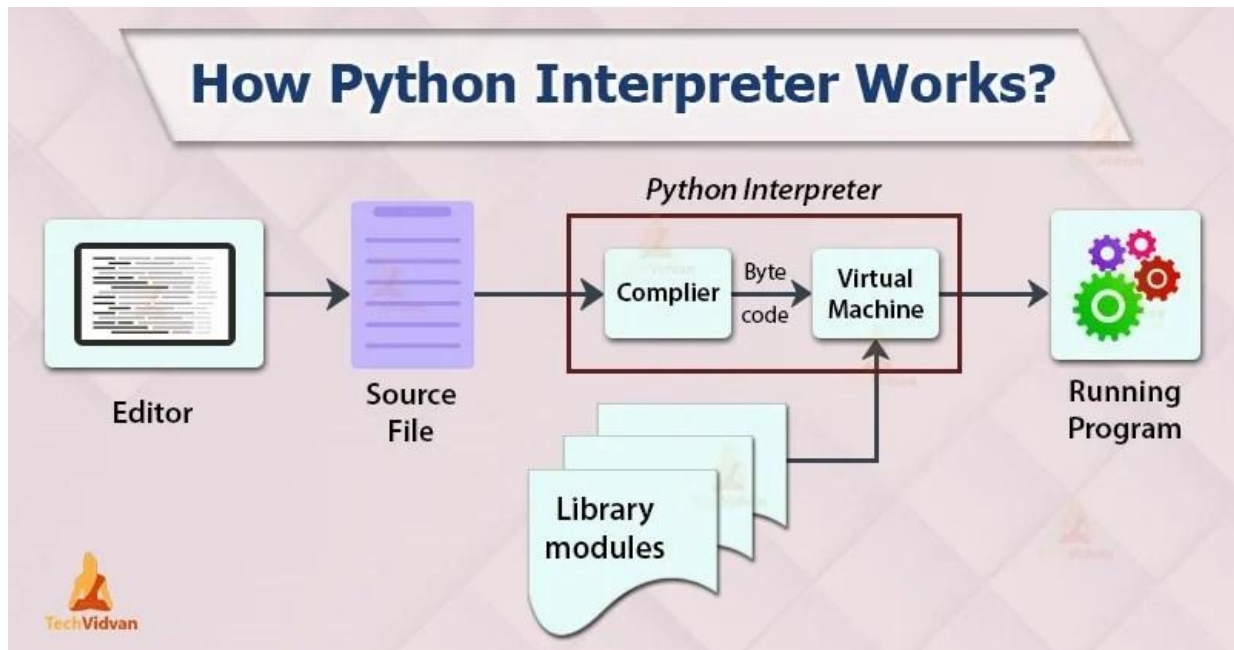 How Python Interpreter Works?
Python Interpreter
Complier
Byte
code
Virtual
Machine
Editor
Source
File
Running
Program
Library
modules
TechVidvan